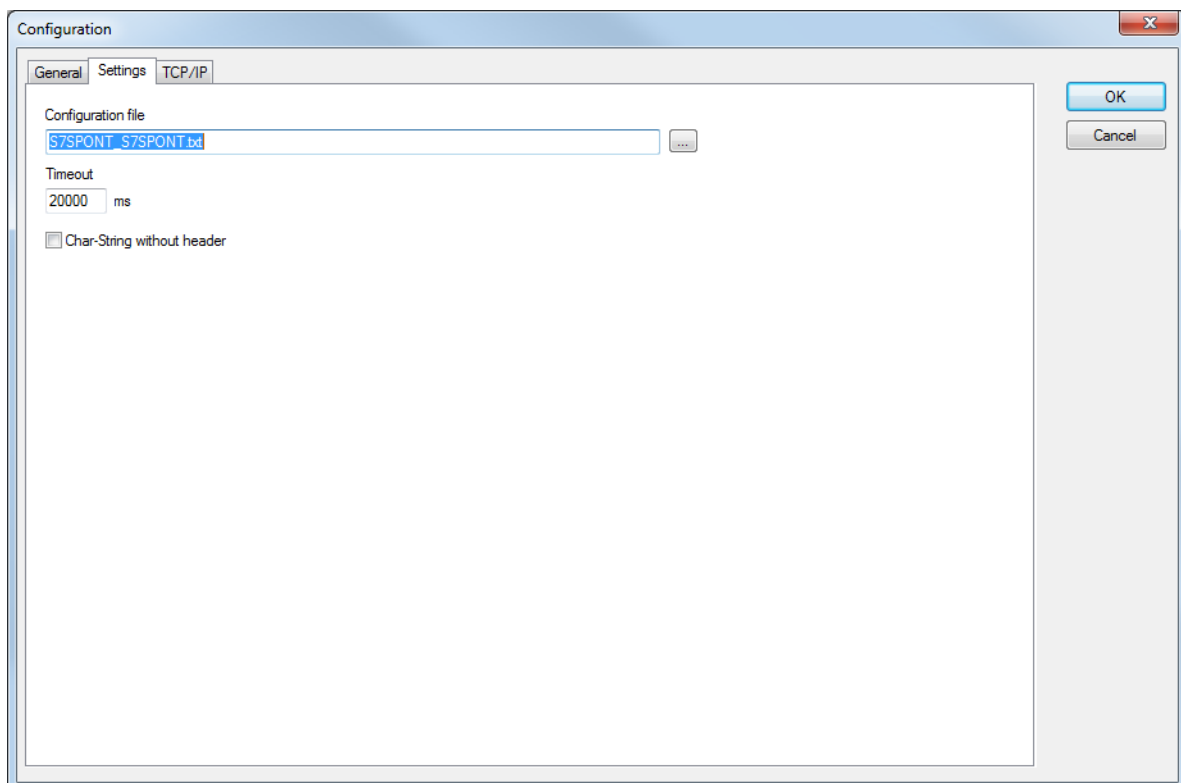 Configuration
General Settings TCP/IP
OK
Configuration file
S7SPONT_S7SPONT.txt ...
Cancel
Timeout
20000 ms
Char-String without header